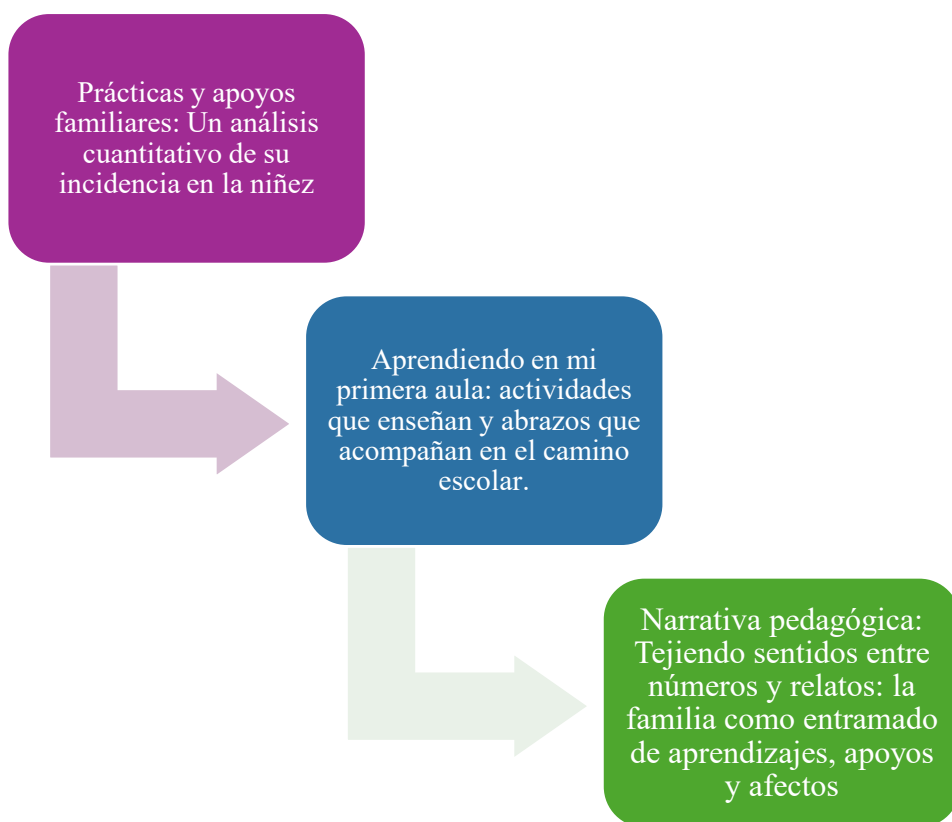 Prácticas y apoyos
familiares: Un análisis
cuantitativo de su
incidencia en la niñez
Aprendiendo en mi
primera aula: actividades
que enseñan y abrazos que
acompañan en el camino
escolar.
Narrativa pedagógica:
Tejiendo sentidos entre
números y relatos: la
familia como entramado
de aprendizajes, apoyos
y afectos